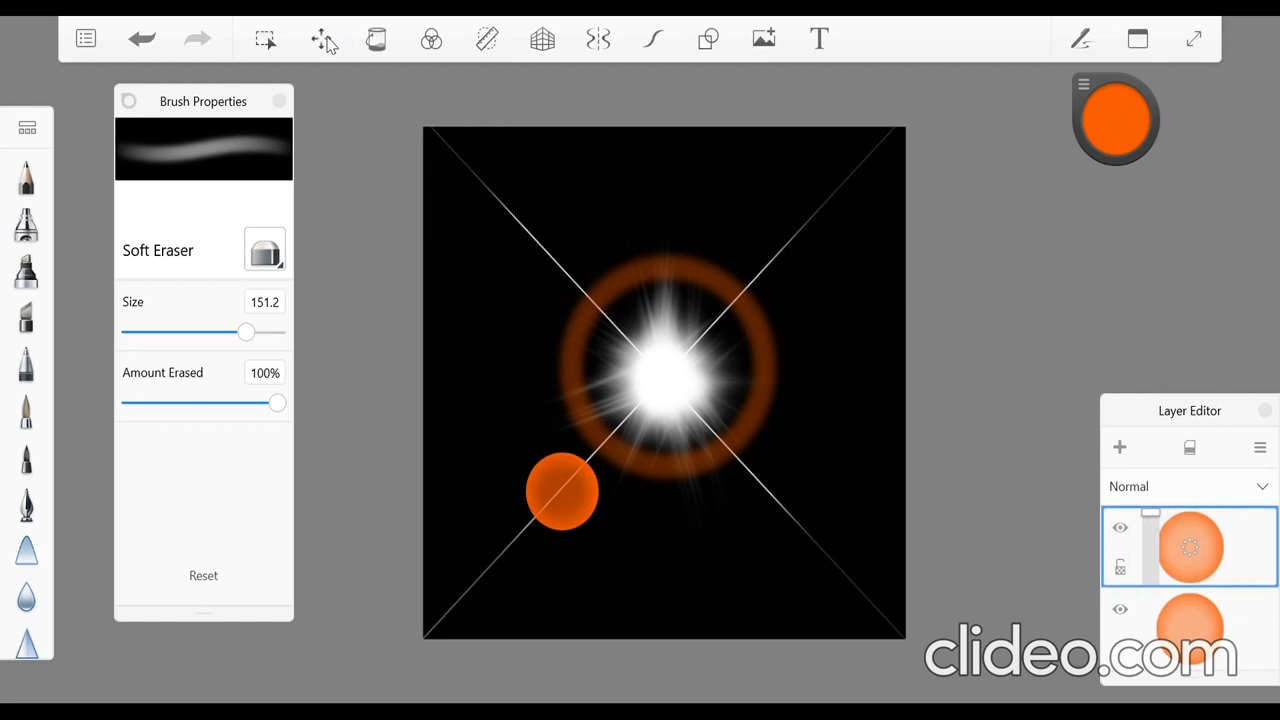 T
Brush Properties
Soft Eraser
Size
151.2
Amount Erased
100%
Reset
Layer Editor
Normal
clideo.com